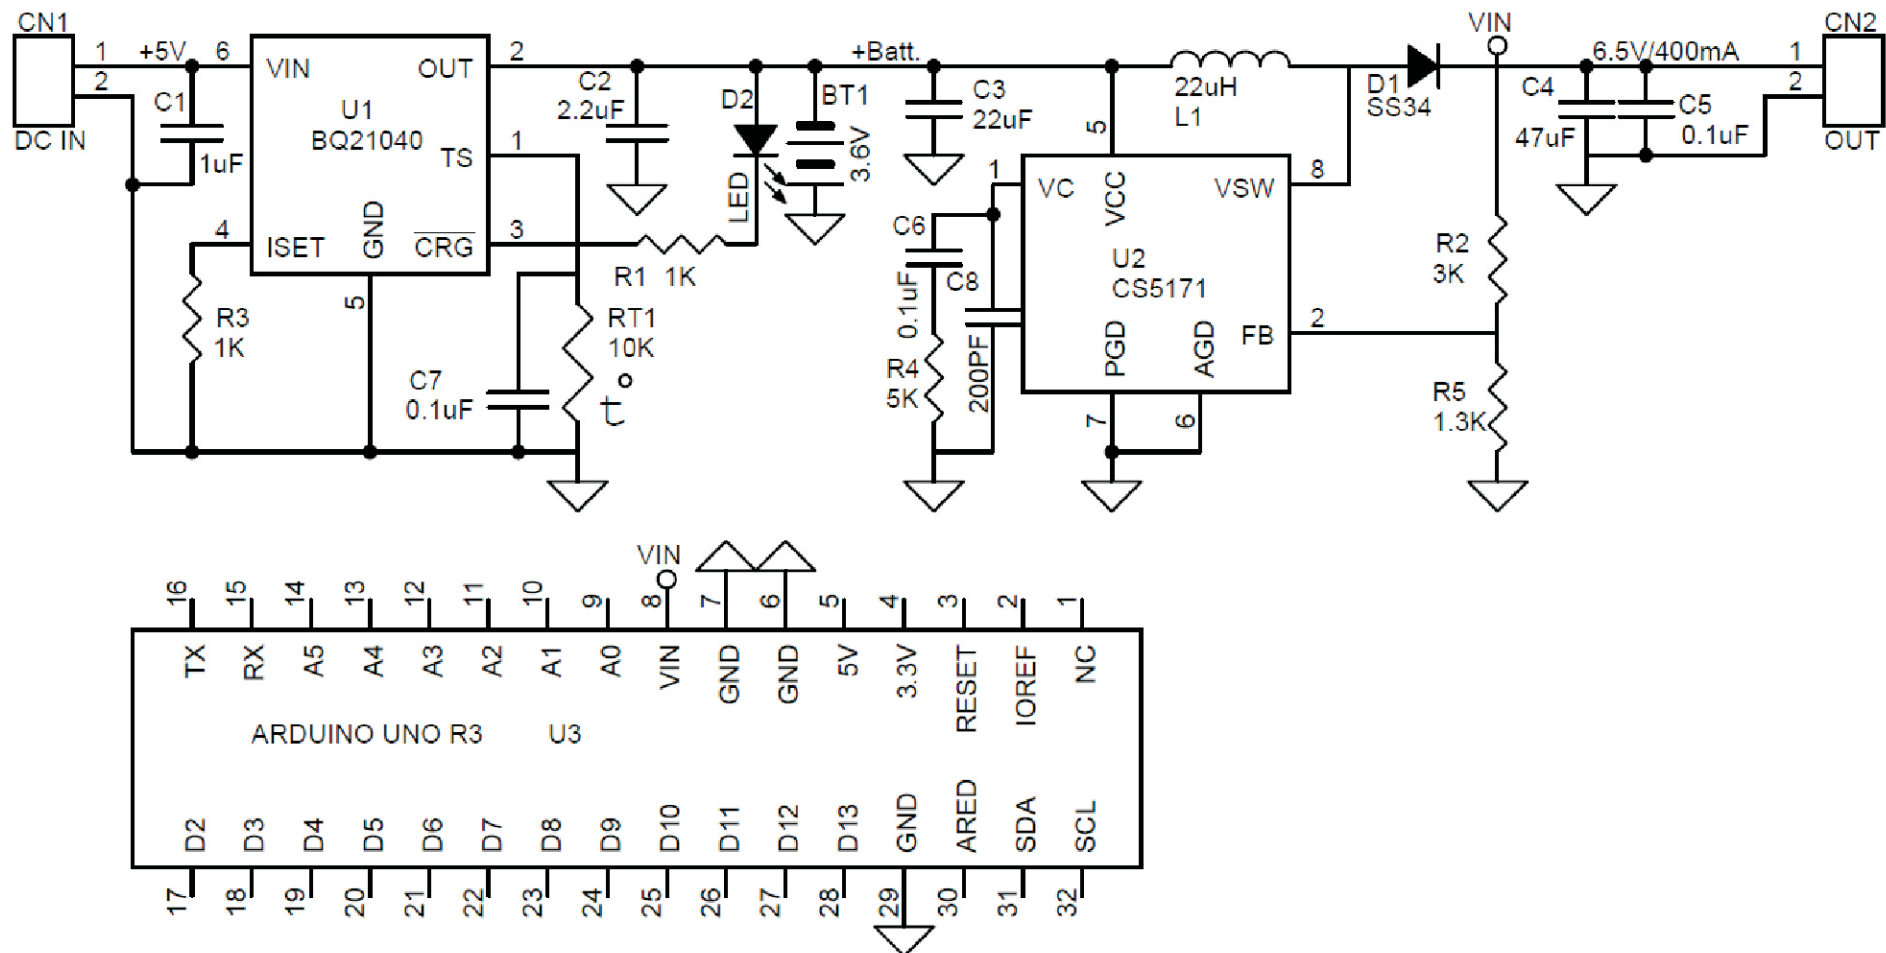 CN1
1
2
DC IN
+5V
C1
1uF
6
VIN
OUT
U1
BQ21040
TS
ISET
GND
CRG
2
1
3
4
5
R3
1K
C7
0.1uF
RT1
10K
t°
R1 1K
C2
2.2uF
D2
LED
BT1
3.6V
+Batt.
C3
22uF
22uH
L1
D1
SS34
VIN
6.5V/400mA
C4
47uF
C5
0.1uF
1
2
CN2
OUT
5
1
VC
VCC
VSW
8
U2
CS5171
PGD
AGD
FB
2
7
6
C6
0.1uF
C8
200PF
R4
5K
R2
3K
R5
1.3K
VIN
16 15 14 13 12 11 10 9 8 7 6 5 4 3 2 1
TX RX A5 A4 A3 A2 A1 A0 VIN GND GND 5V 3.3V RESET IOREF NC
ARDUINO UNO R3 U3
D2 D3 D4 D5 D6 D7 D8 D9 D10 D11 D12 D13 GND ARED SDA SCL
17 18 19 20 21 22 23 24 25 26 27 28 29 30 31 32